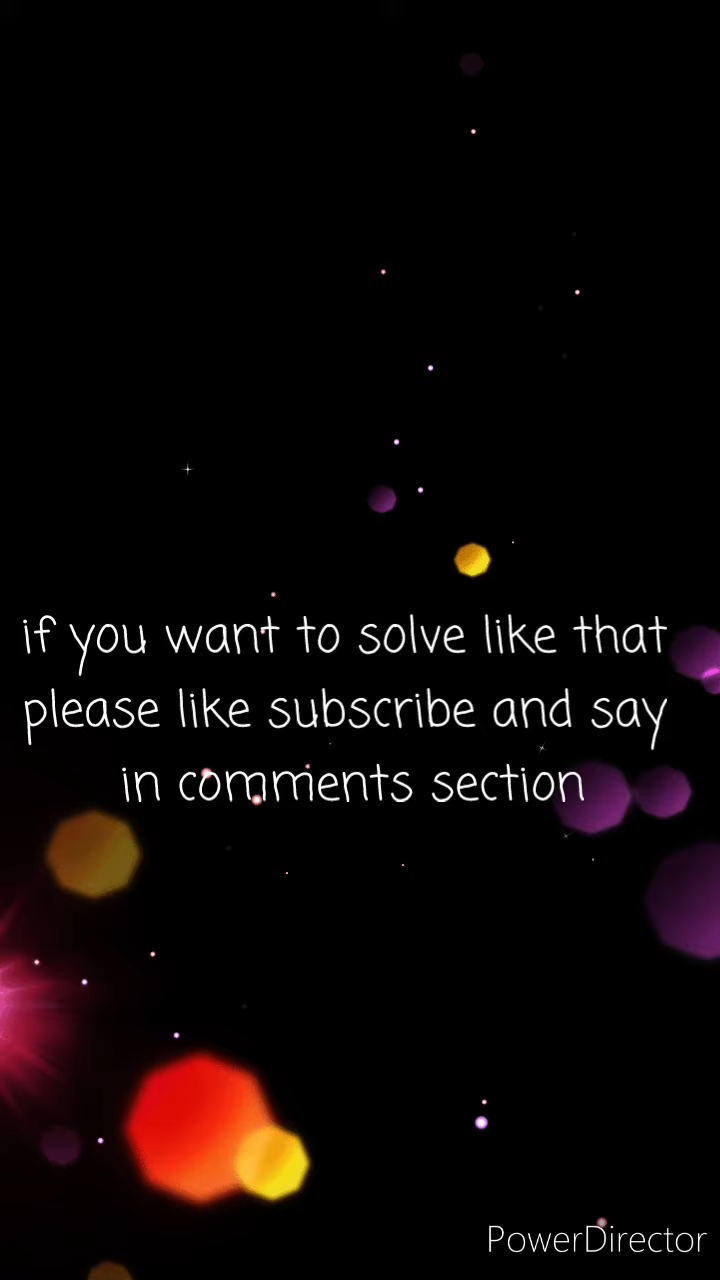 if you want to solve like that
please like subscribe and say
in comments section
PowerDirector